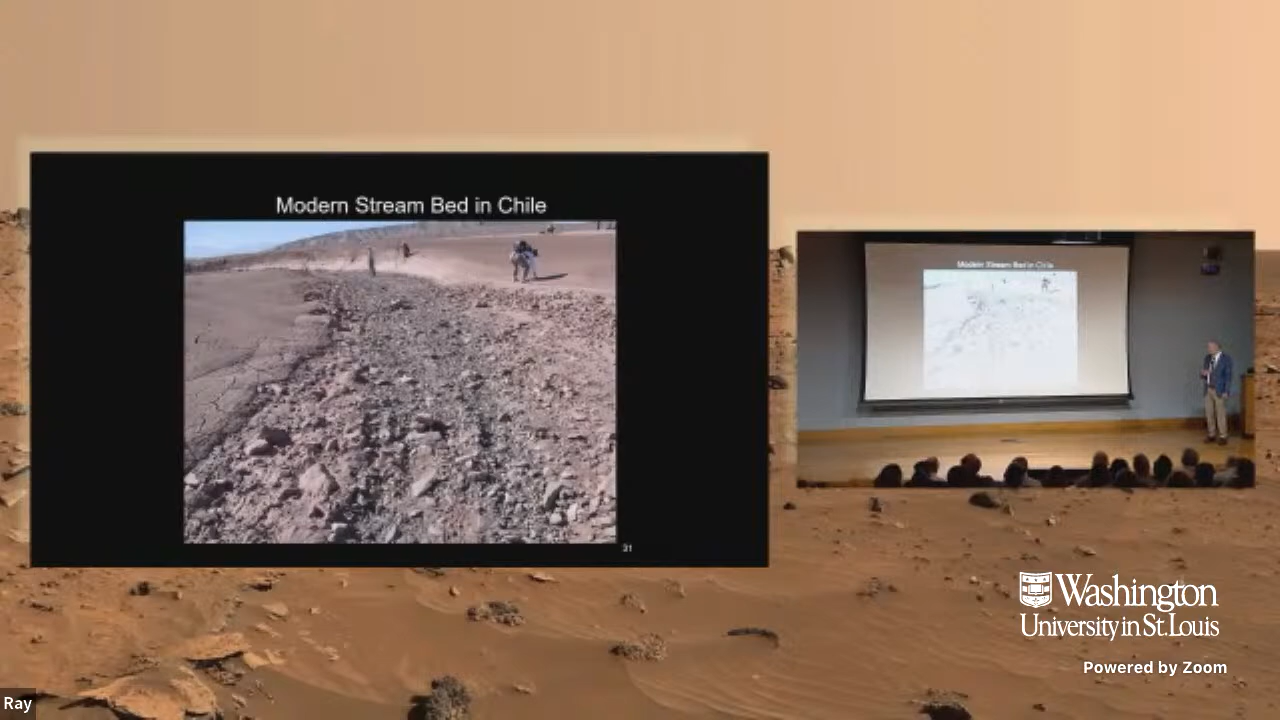 Modern Stream Bed in Chile
31
Modern Stream Bed in Chile
Washington
University in St. Louis
Powered by Zoom
Ray